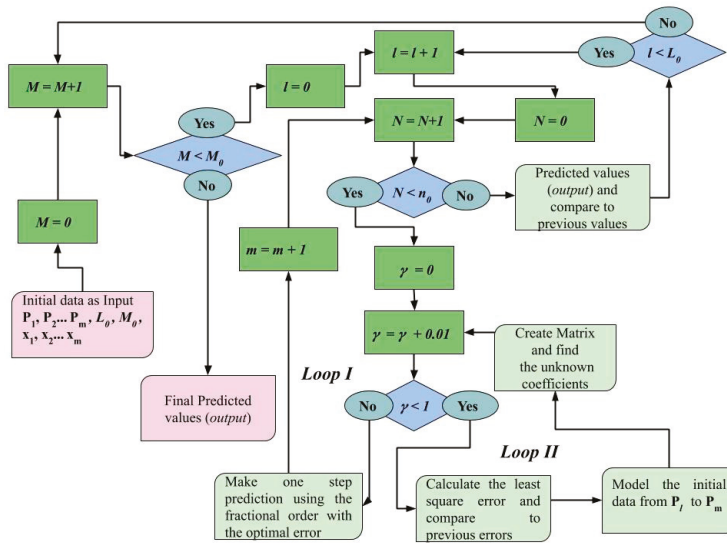 No
l = l + 1
Yes
l < L0
M = M+1
l = 0
Yes
N = N+1
N = 0
M < M0
No
Predicted values
(output) and
compare to
previous values
Yes
N < n0
No
M = 0
m = m + 1
γ = 0
Initial data as Input
P1, P2... Pm , L0, M0,
x1, x2... xm
γ = γ + 0.01
Create Matrix
and find
the unknown
coefficients
Loop I
Final Predicted
values (output)
No
γ < 1
Yes
Loop II
Make one step
prediction using the
fractional order with
the optimal error
Calculate the least
square error and
compare to
previous errors
Model the initial
data from Pl to Pm